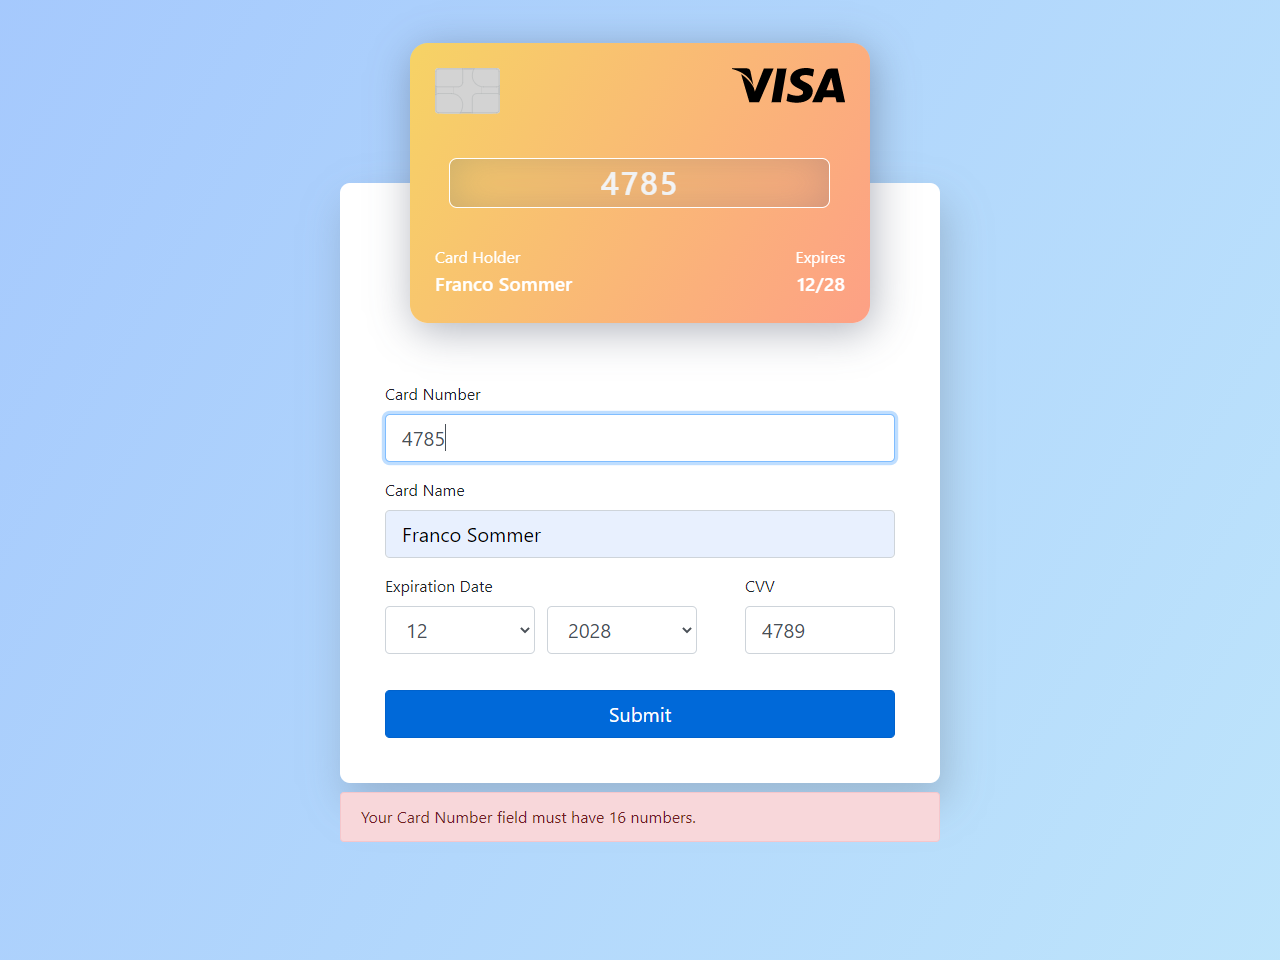 VISA
4785
Card Holder
Expires
Franco Sommer
12/28
Card Number
4785
Card Name
Franco Sommer
Expiration Date
CVV
12
2028
4789
Submit
Your Card Number field must have 16 numbers.